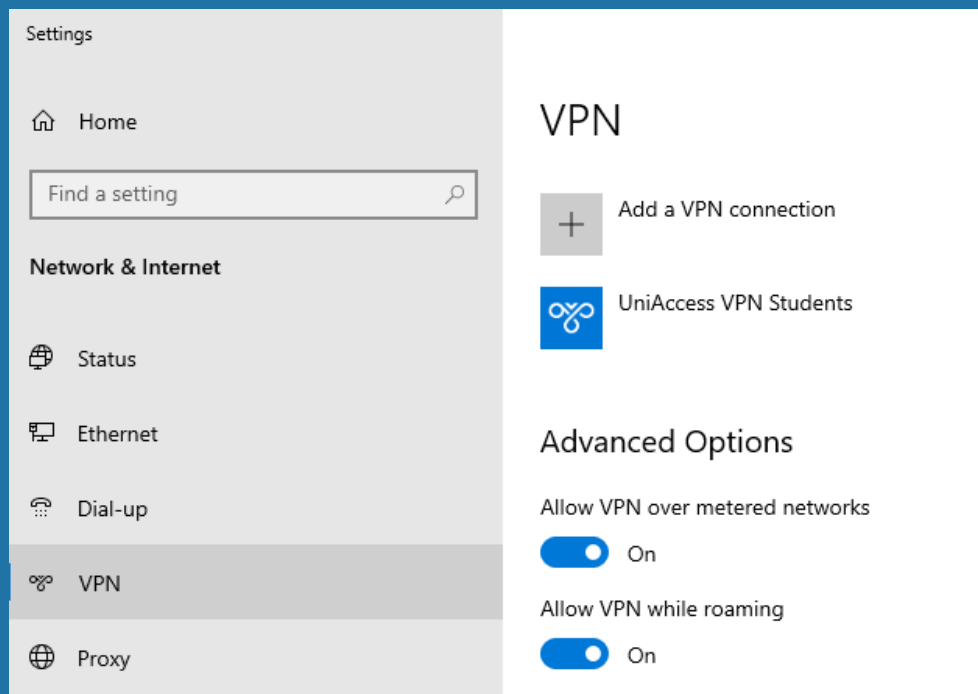 Settings
Home
Find a setting
Network & Internet
Status
Ethernet
Dial-up
VPN
Proxy
VPN
Add a VPN connection
UniAccess VPN Students
Advanced Options
Allow VPN over metered networks
On
Allow VPN while roaming
On